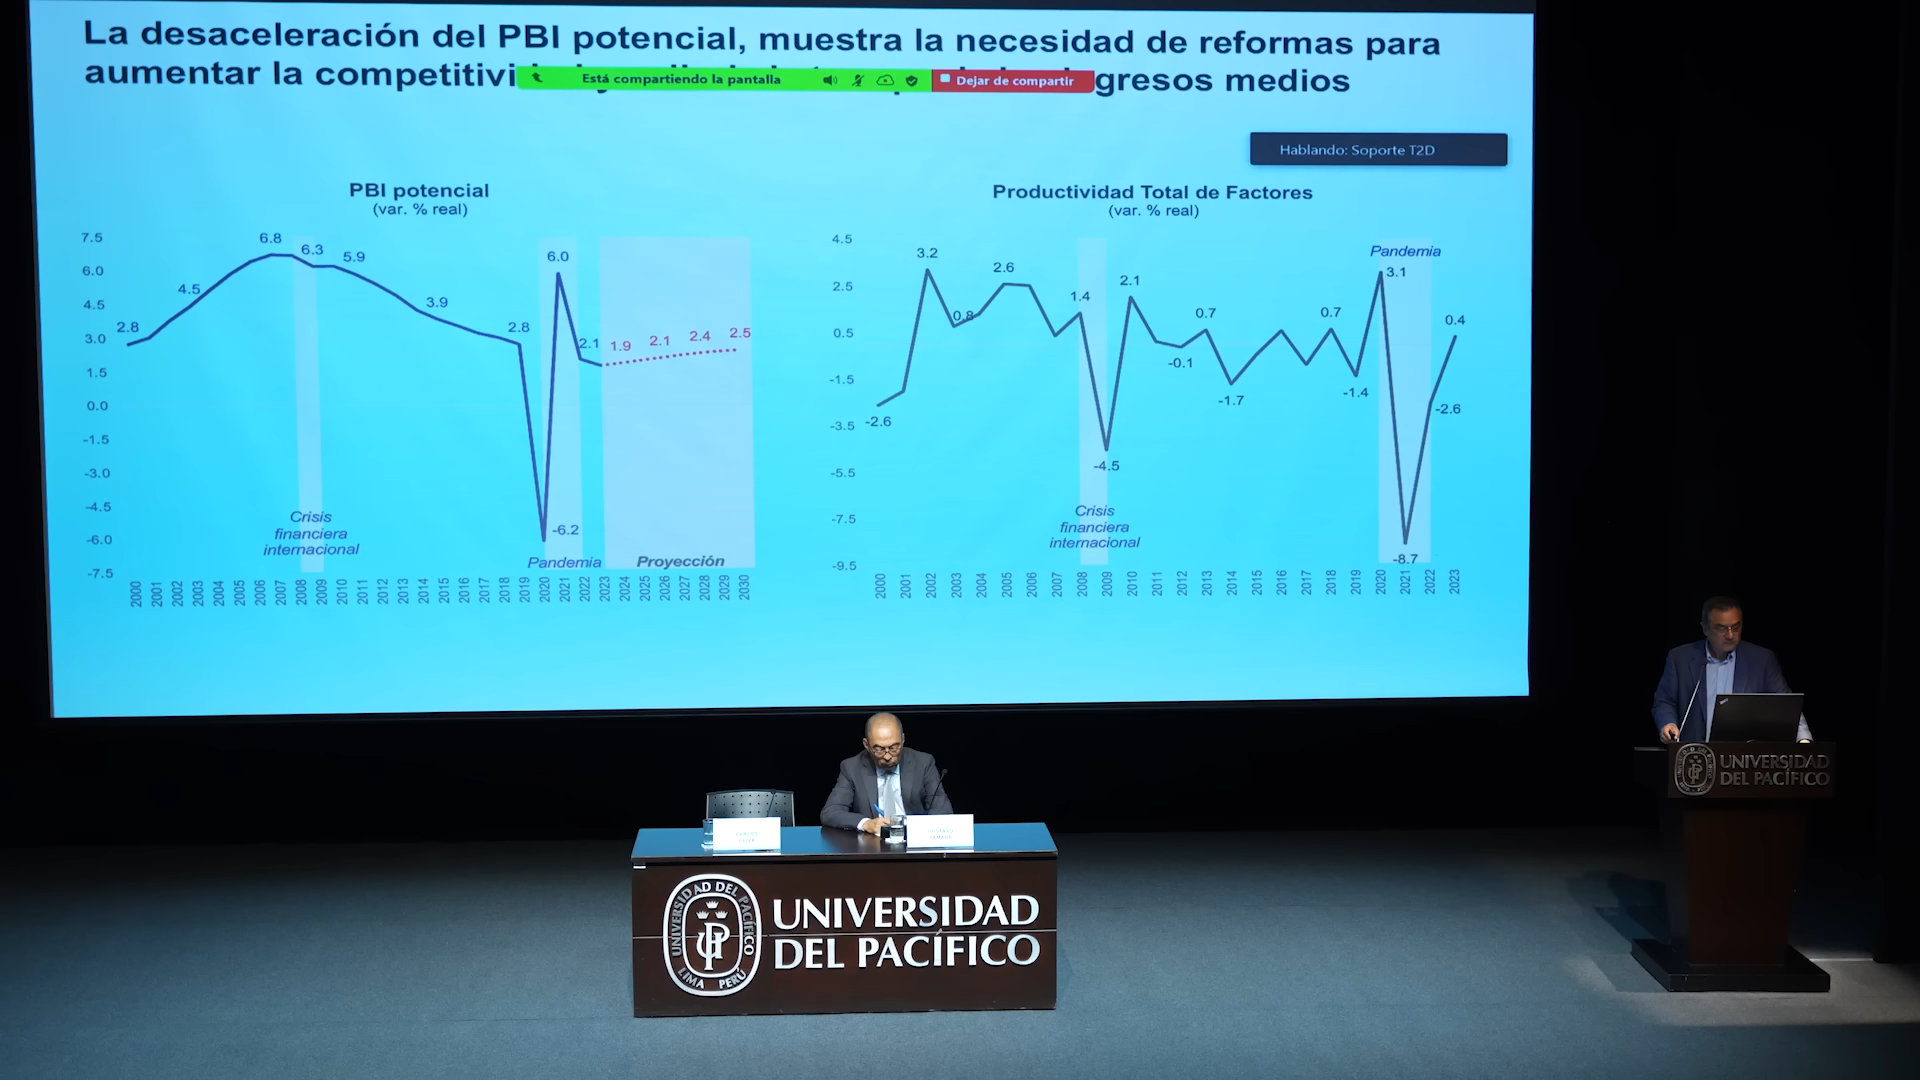 La desaceleración del PBI potencial, muestra la necesidad de reformas para
aumentar la competitivi
gresos medios
Está compartiendo la pantalla
Dejar de compartir
Hablando: Soporte T2D
PBI potencial
(var. % real)
7.5
6.0
4.5
3.0
1.5
0.0
-1.5
-3.0
-4.5
-6.0
-7.5
2.8
4.5
6.8
6.3
5.9
3.9
2.8
6.0
-6.2
2.1
1.9
2.1
2.4
2.5
Crisis
financiera
internacional
Pandemia
Proyección
2000 2001 2002 2003 2004 2005 2006 2007 2008 2009 2010 2011 2012 2013 2014 2015 2016 2017 2018 2019 2020 2021 2022 2023 2024 2025 2026 2027 2028 2029 2030
Productividad Total de Factores
(var. % real)
4.5
2.5
0.5
-1.5
-3.5
-5.5
-7.5
-9.5
-2.6
3.2
0.8
2.6
1.4
-4.5
2.1
-0.1
0.7
-1.7
0.7
-1.4
3.1
-8.7
-2.6
0.4
Pandemia
Crisis
financiera
internacional
2000 2001 2002 2003 2004 2005 2006 2007 2008 2009 2010 2011 2012 2013 2014 2015 2016 2017 2018 2019 2020 2021 2022 2023
UNIVERSIDAD
DEL PACÍFICO
UNIVERSIDAD DEL PACÍFICO
LIMA PERÚ
UNIVERSIDAD
DEL PACÍFICO